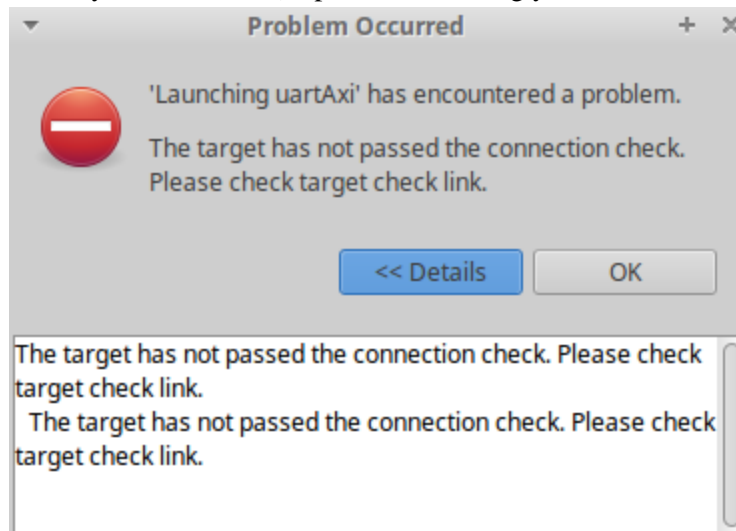 Problem Occurred
'Launching uartAxi' has encountered a problem.
The target has not passed the connection check.
Please check target check link.
<< Details
OK
The target has not passed the connection check. Please check
target check link.
The target has not passed the connection check. Please check
target check link.